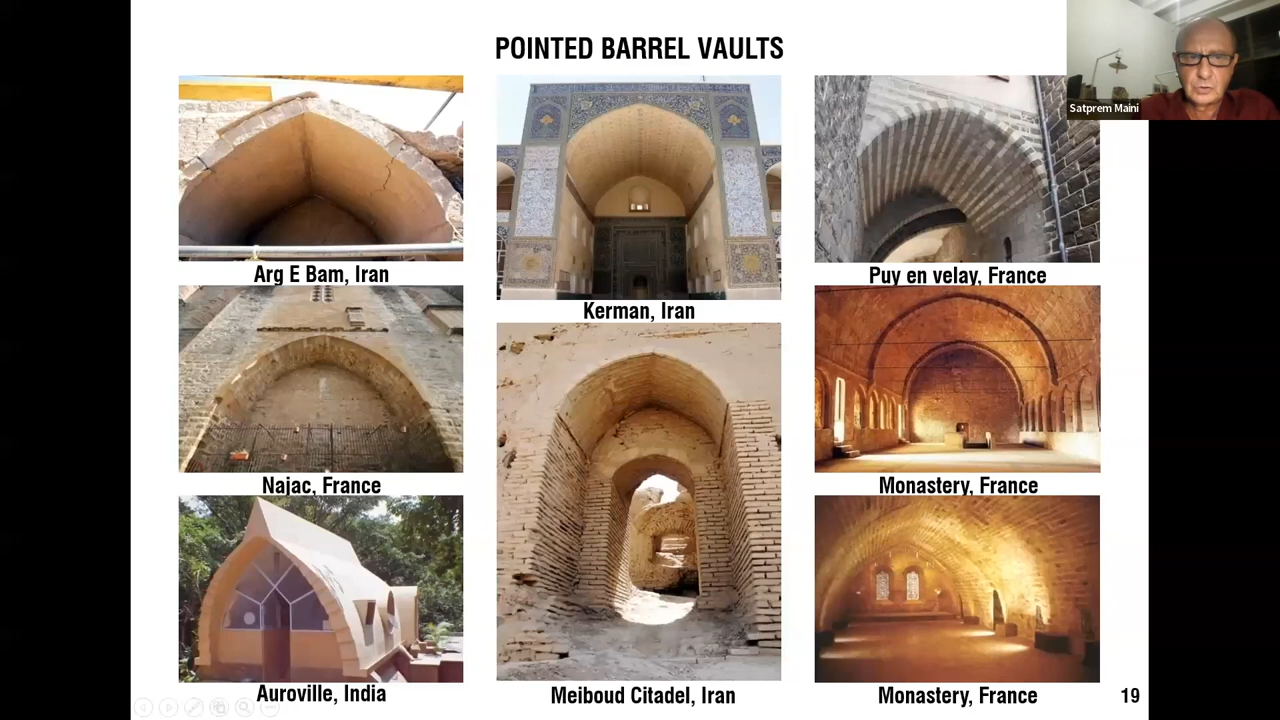 POINTED BARREL VAULTS
Satprem Maini
Arg E Bam, Iran
Kerman, Iran
Puy en velay, France
Najac, France
Monastery, France
Auroville, India
Meiboud Citadel, Iran
Monastery, France
19